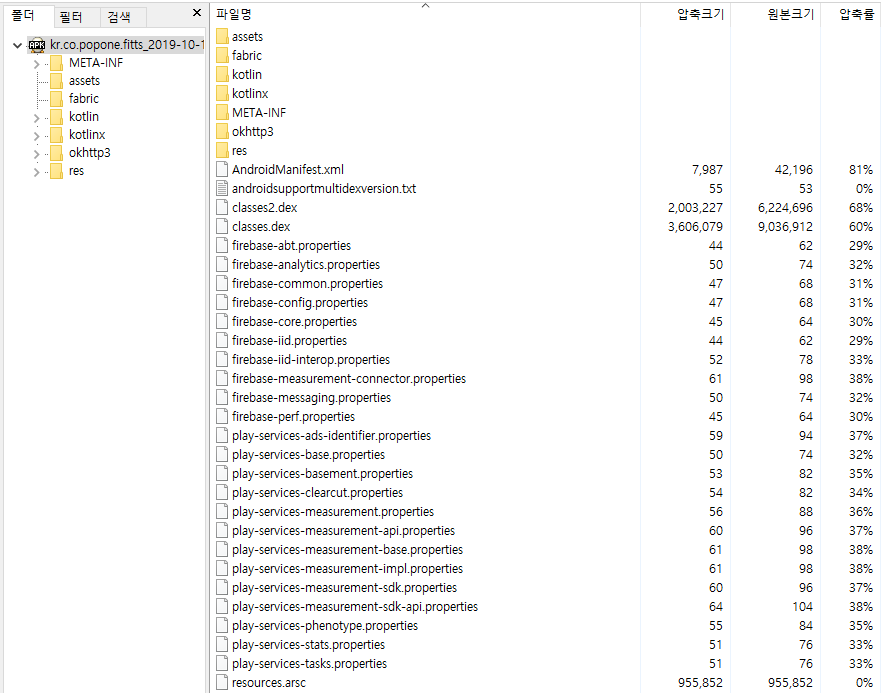 폴더 필터 검색
kr.co.popone.fitts_2019-10-1
META-INF
assets
fabric
kotlin
kotlinx
okhttp3
res
파일명 압축크기 원본크기 압축률
assets
fabric
kotlin
kotlinx
META-INF
okhttp3
res
AndroidManifest.xml 7,987 42,196 81%
androidsupportmultidexversion.txt 55 53 0%
classes2.dex 2,003,227 6,224,696 68%
classes.dex 3,606,079 9,036,912 60%
firebase-abt.properties 44 62 29%
firebase-analytics.properties 50 74 32%
firebase-common.properties 47 68 31%
firebase-config.properties 47 68 31%
firebase-core.properties 45 64 30%
firebase-iid.properties 44 62 29%
firebase-iid-interop.properties 52 78 33%
firebase-measurement-connector.properties 61 98 38%
firebase-messaging.properties 50 74 32%
firebase-perf.properties 45 64 30%
play-services-ads-identifier.properties 59 94 37%
play-services-base.properties 50 74 32%
play-services-basement.properties 53 82 35%
play-services-clearcut.properties 54 82 34%
play-services-measurement.properties 56 88 36%
play-services-measurement-api.properties 60 96 37%
play-services-measurement-base.properties 61 98 38%
play-services-measurement-impl.properties 61 98 38%
play-services-measurement-sdk.properties 60 96 37%
play-services-measurement-sdk-api.properties 64 104 38%
play-services-phenotype.properties 55 84 35%
play-services-stats.properties 51 76 33%
play-services-tasks.properties 51 76 33%
resources.arsc 955,852 955,852 0%